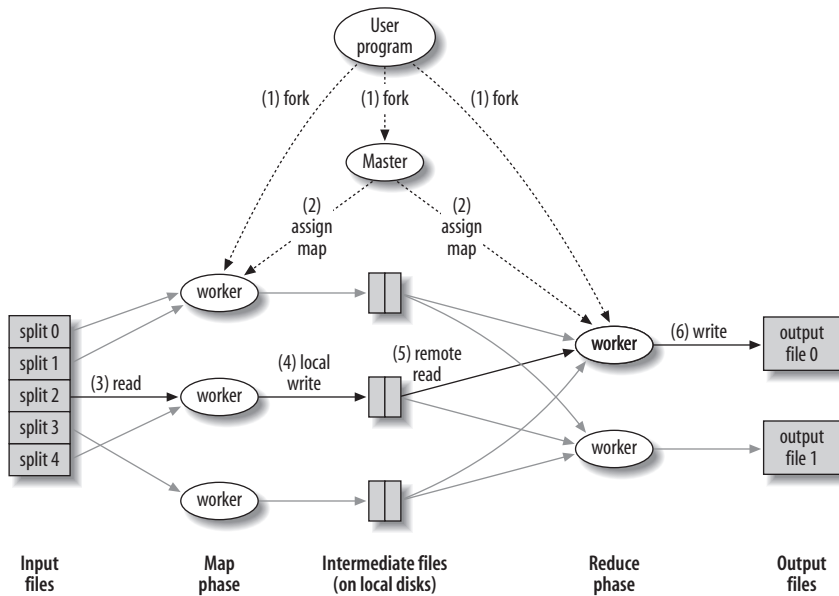 User
program
(1) fork
(1) fork
(1) fork
Master
(2)
assign
map
(2)
assign
map
worker
split 0
split 1
split 2
split 3
split 4
(3) read
worker
(4) local
write
(5) remote
read
worker
(6) write
output
file 0
worker
worker
output
file 1
Input
files
Map
phase
Intermediate files
(on local disks)
Reduce
phase
Output
files